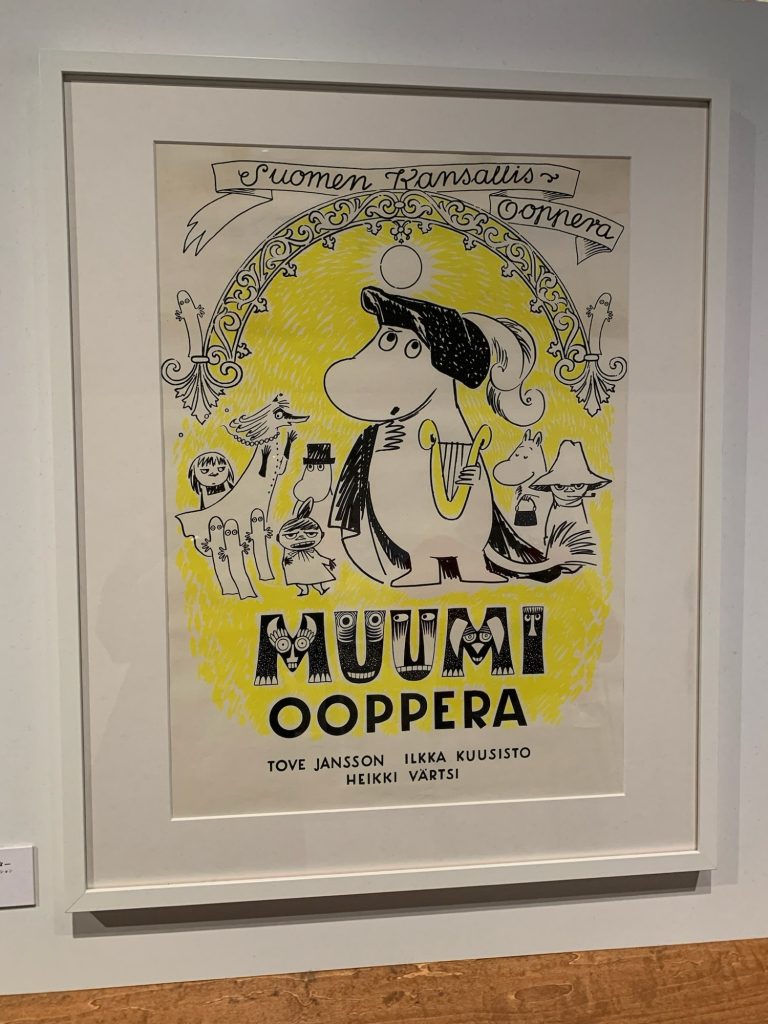 Suomen Kansallis-
Ooppera
MUUMI
OOPPERA
TOVE JANSSON ILKKA KUUSISTO
HEIKKI VÄRTSI